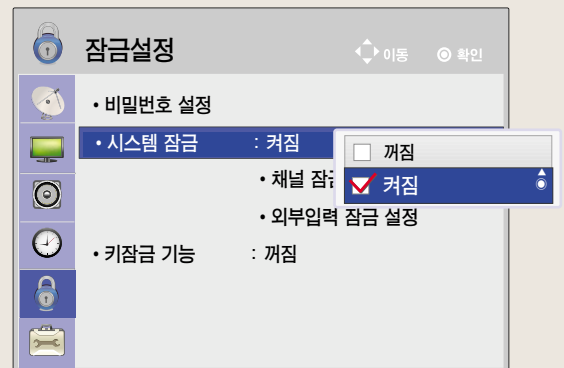 잠금설정 이동 확인
• 비밀번호 설정
• 시스템 잠금 : 켜짐
꺼짐
켜짐
• 채널 잠
• 외부입력 잠금 설정
• 키잠금 기능 : 꺼짐